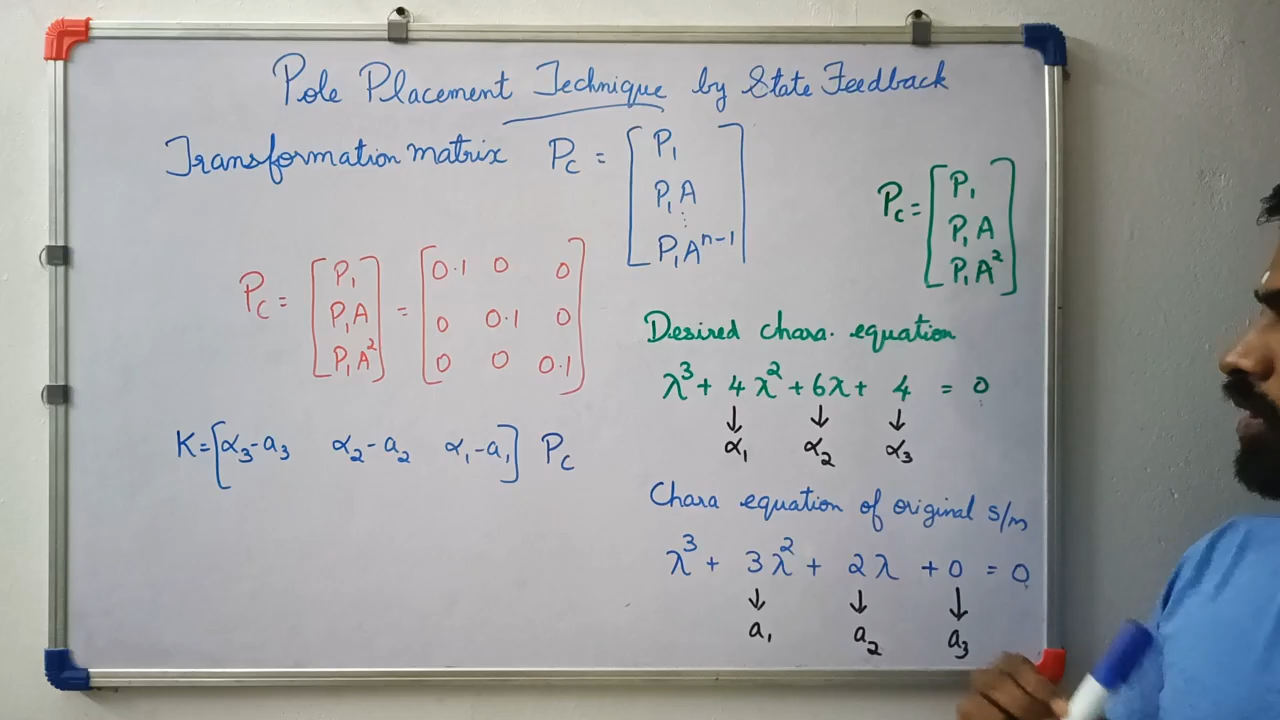 Pole Placement Technique by State Feedback
Transformation matrix Pc = [P₁
P₁A
⋮
P₁Aⁿ⁻¹]
Pc = [P₁
P₁A
P₁A²]
Pc = [P₁ P₁A P₁A²] = [0.1 0 0
0 0.1 0
0 0 0.1]
Desired chara. equation
λ³ + 4λ² + 6λ + 4 = 0
↓ ↓ ↓
α₁ α₂ α₃
K = [α₃-a₃ α₂-a₂ α₁-a₁] Pc
Chara equation of original s/m
λ³ + 3λ² + 2λ + 0 = 0
↓ ↓ ↓
a₁ a₂ a₃